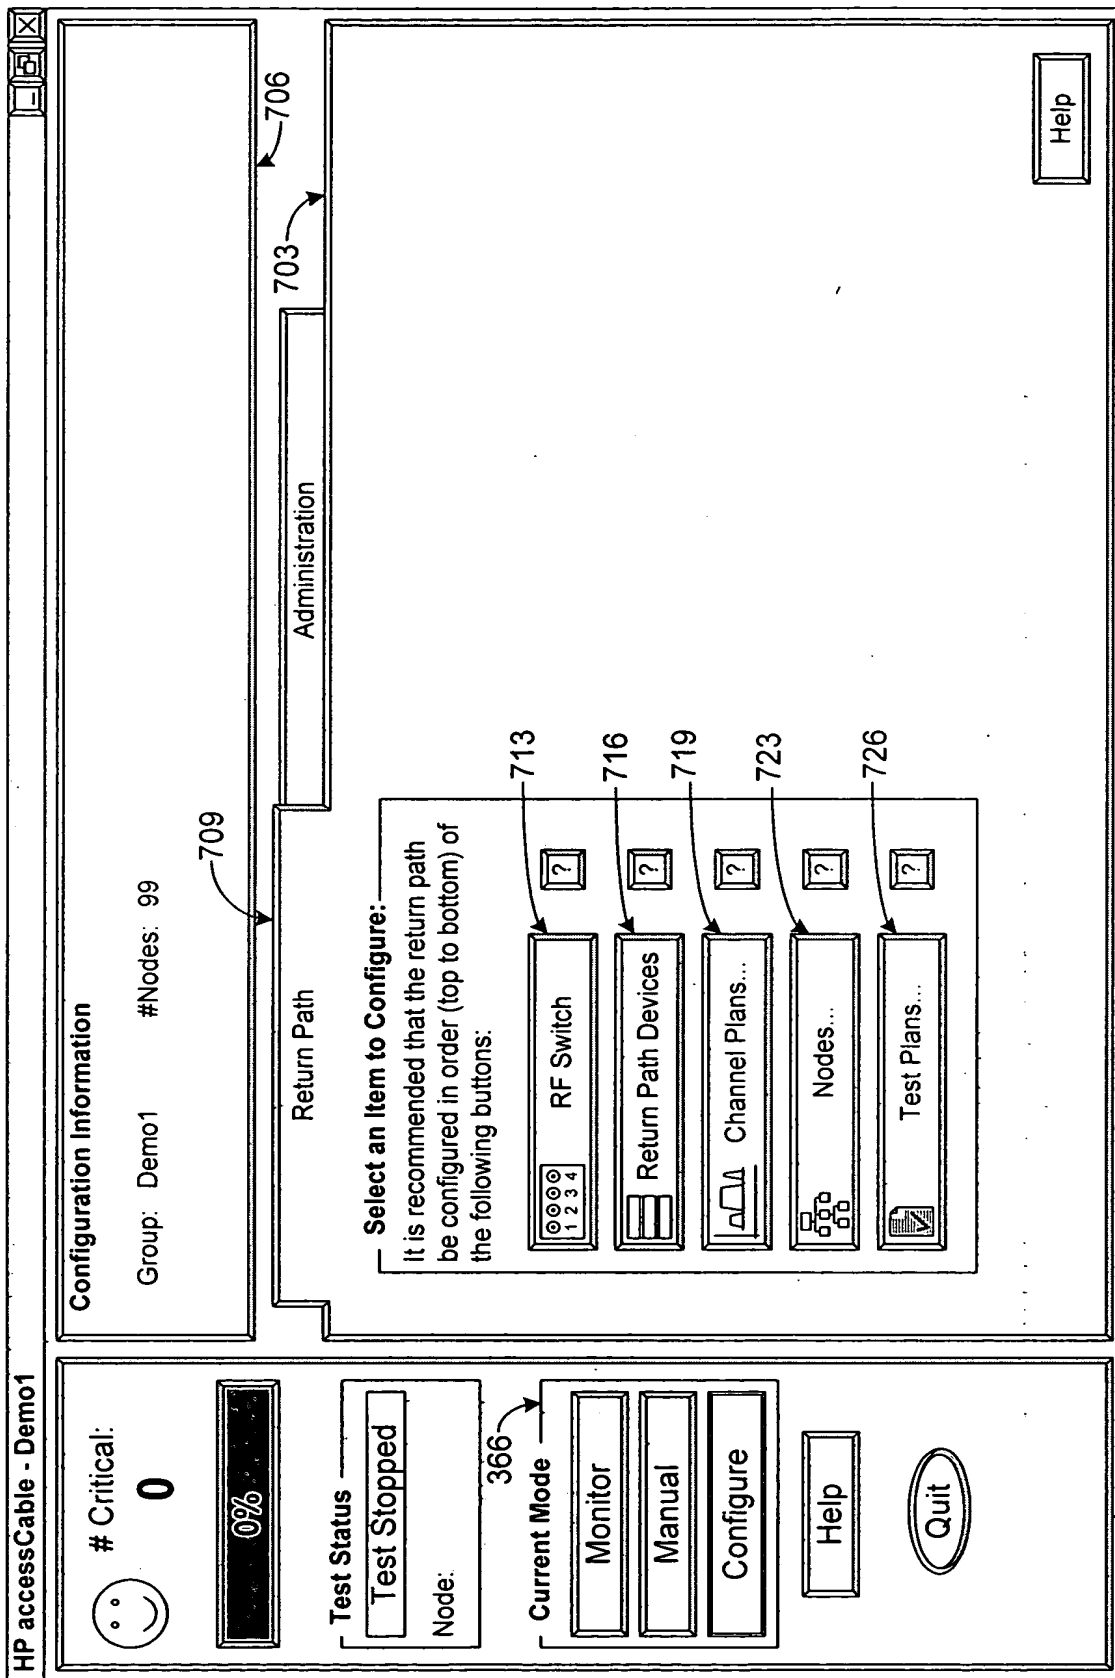 HP accessCable - Demo1
# Critical:
0
0%
Test Status
Test Stopped
Node:
366
Current Mode
Monitor
Manual
Configure
Help
Quit
Configuration Information
Group: Demo1 #Nodes: 99
706
709
703
Return Path
Administration
Select an Item to Configure:
It is recommended that the return path
be configured in order (top to bottom) of
the following buttons:
1 2 3 4
RF Switch
?
713
Return Path Devices
?
716
Channel Plans...
?
719
Nodes...
?
723
Test Plans...
?
726
Help